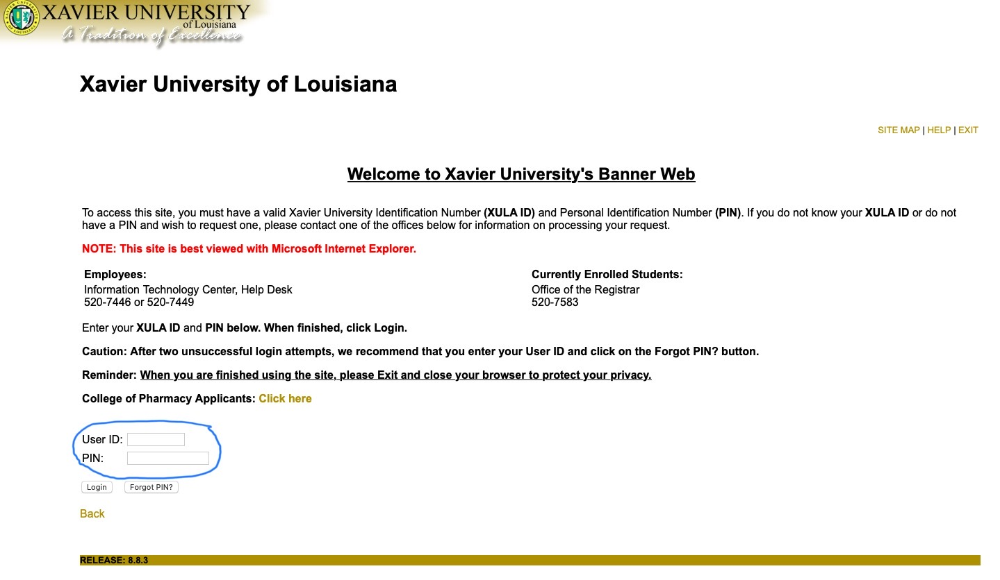 XAVIER UNIVERSITY
of Louisiana
A Tradition of Excellence
Xavier University of Louisiana
SITE MAP | HELP | EXIT
Welcome to Xavier University's Banner Web
To access this site, you must have a valid Xavier University Identification Number (XULA ID) and Personal Identification Number (PIN). If you do not know your XULA ID or do not
have a PIN and wish to request one, please contact one of the offices below for information on processing your request.
NOTE: This site is best viewed with Microsoft Internet Explorer.
Employees:
Information Technology Center, Help Desk
520-7446 or 520-7449
Currently Enrolled Students:
Office of the Registrar
520-7583
Enter your XULA ID and PIN below. When finished, click Login.
Caution: After two unsuccessful login attempts, we recommend that you enter your User ID and click on the Forgot PIN? button.
Reminder: When you are finished using the site, please Exit and close your browser to protect your privacy.
College of Pharmacy Applicants: Click here
User ID:
PIN:
Login Forgot PIN?
Back
RELEASE: 8.8.3